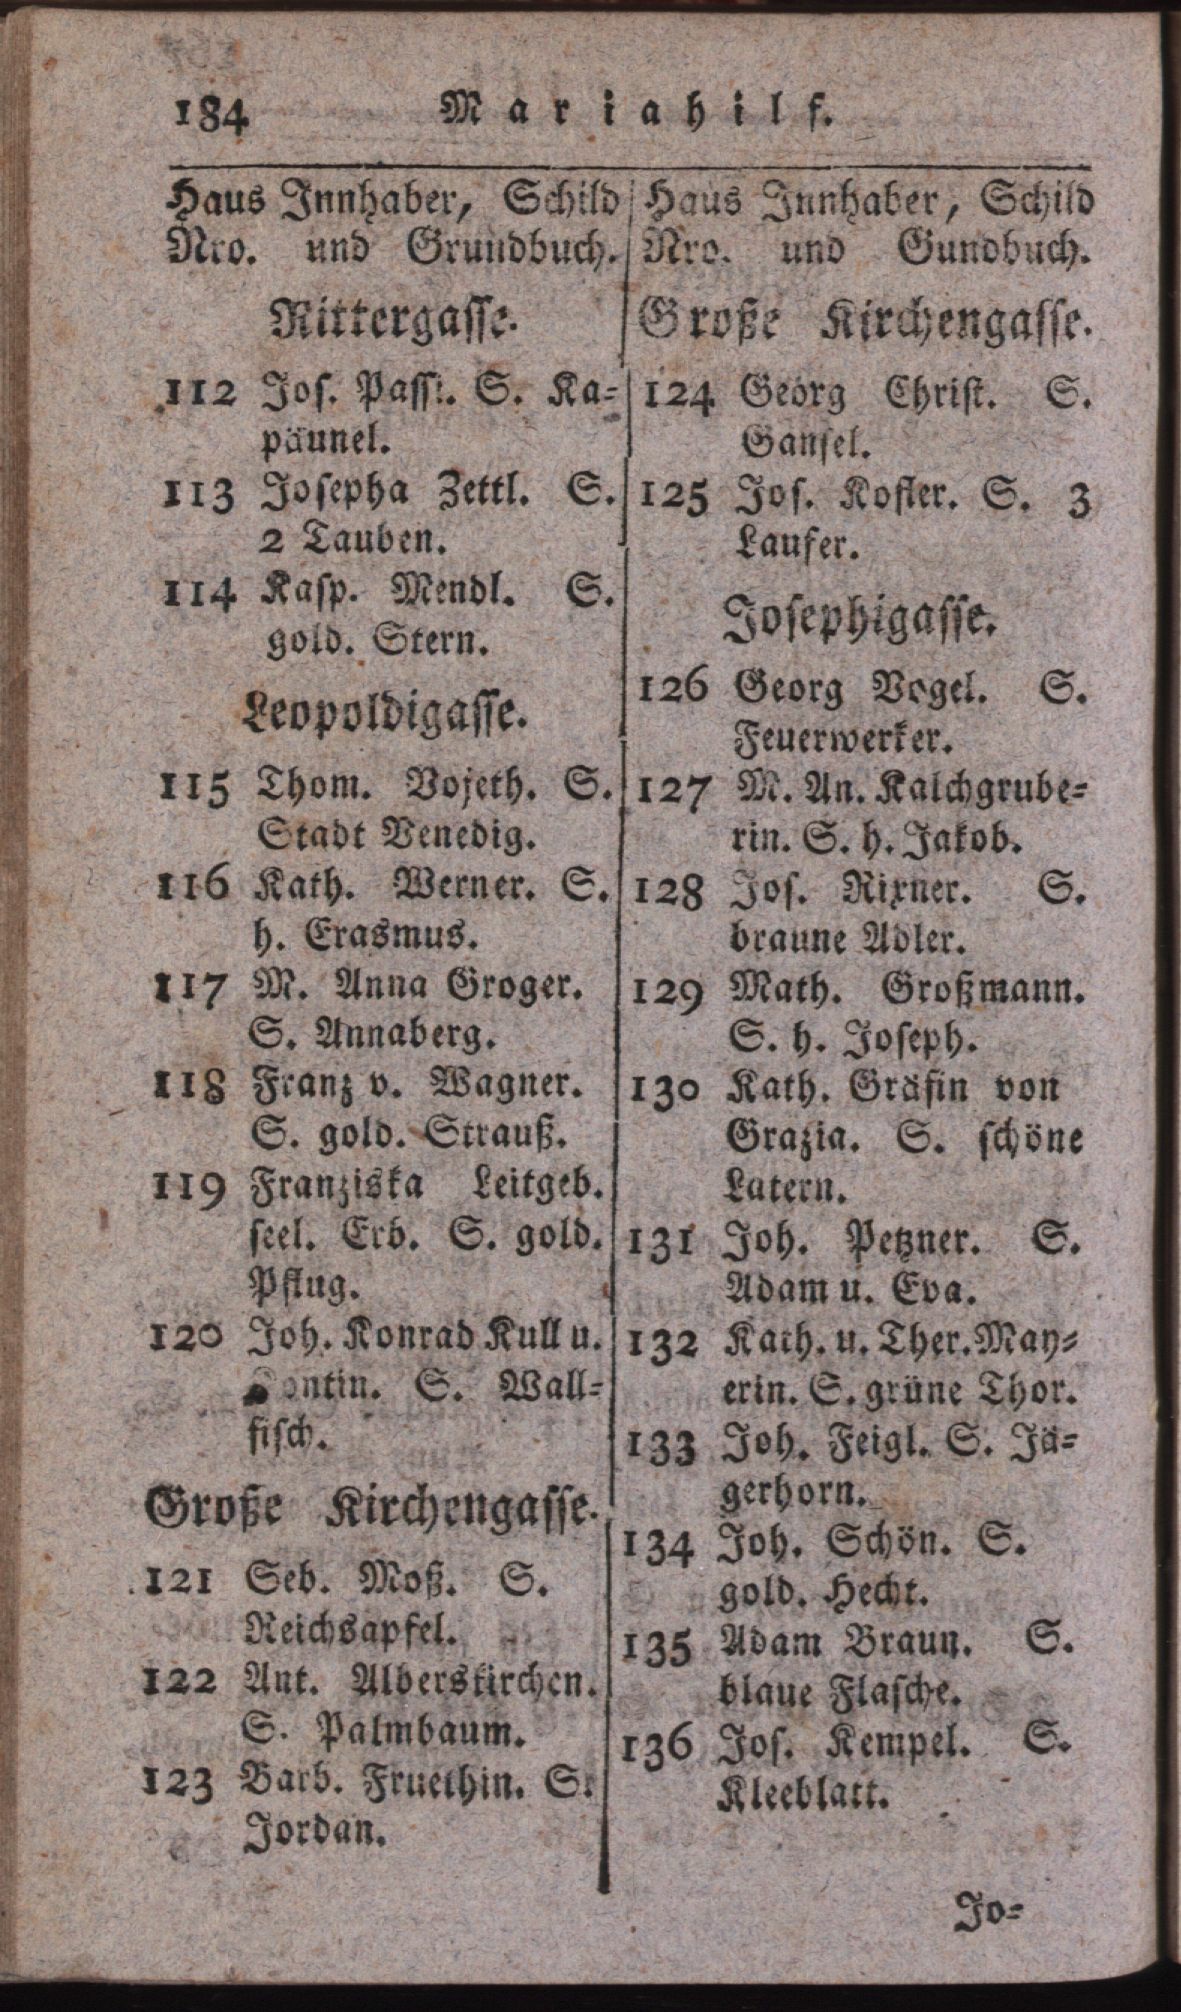 184 Mariahilf.
Haus Innhaber, Schild
Nro. und Grundbuch.
Rittergasse.
112 Jos. Passi. S. Ka-
päunel.
113 Josepha Zettl. S.
2 Tauben.
114 Kasp. Mendl. S.
gold. Stern.
Leopoldigasse.
115 Thom. Vojeth. S.
Stadt Venedig.
116 Kath. Werner. S.
h. Erasmus.
117 M. Anna Groger.
S. Annaberg.
118 Franz v. Wagner.
S. gold. Strauß.
119 Franziska Leitgeb.
seel. Erb. S. gold.
Pflug.
120 Joh. Konrad Kull u.
S. Wall-
fisch.
Große Kirchengasse.
121 Seb. Moß. S.
Reichsapfel.
122 Ant. Alberskirchen.
S. Palmbaum.
123 Barb. Fruethin. S.
Jordan.
Haus Innhaber, Schild
Nro. und Gundbuch.
Große Kirchengasse.
124 Georg Christ. S.
Gansel.
125 Jos. Kofler. S. 3
Laufer.
Josephigasse.
126 Georg Vogel. S.
Feuerwerker.
127 M. An. Kalchgrube-
rin. S. h. Jakob.
128 Jos. Rixner. S.
braune Adler.
129 Math. Großmann.
S. h. Joseph.
130 Kath. Gräfin von
Grazia. S. schöne
Latern.
131 Joh. Petzner. S.
Adam u. Eva.
132 Kath. u. Ther. May-
erin. S. grüne Thor.
133 Joh. Feigl. S. Jä-
gerhorn.
134 Joh. Schön. S.
gold. Hecht.
135 Adam Braun. S.
blaue Flasche.
136 Jos. Kempel. S.
Kleeblatt.
Jo-